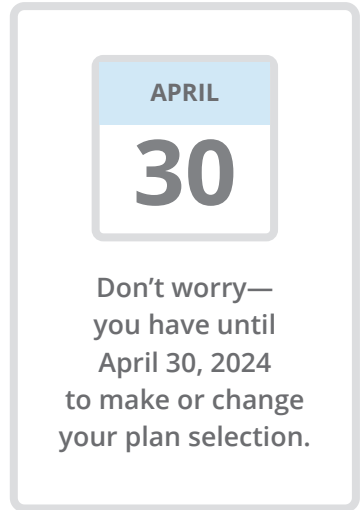 APRIL
30
Don’t worry—
you have until
April 30, 2024
to make or change
your plan selection.